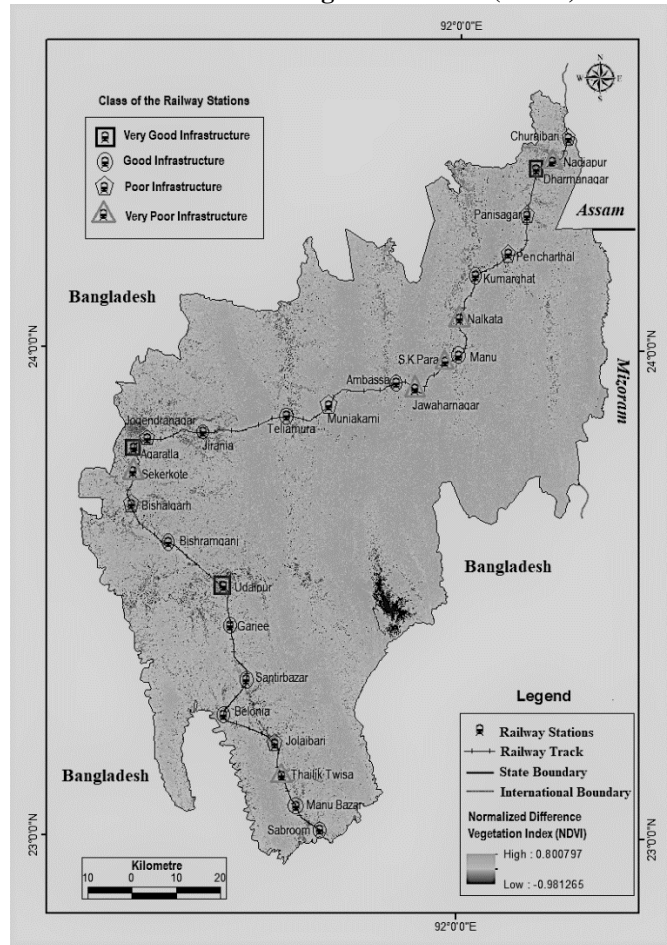 92°0'0"E
N
W E
S
Class of the Railway Stations
Very Good Infrastructure
Good Infrastructure
Poor Infrastructure
Very Poor Infrastructure
Churaibari
Nadiapur
Dharmanagar
Panisagar
Assam
Pencharthal
Kumarghat
Bangladesh
Nalkata
24°0'0"N
24°0'0"N
S.K.Para
Manu
Mizoram
Ambassa
Jawaharnagar
Muniakami
Teliamura
Jogendranagar
Jirania
Agaratla
Sekerkote
Bishalgarh
Bishramganj
Bangladesh
Udaipur
Garjee
Santirbazar
Legend
Belonia
Railway Stations
Jolaibari
Railway Track
Bangladesh
Thailik Twisa
State Boundary
International Boundary
Manu Bazar
Normalized Difference
Vegetation Index (NDVI)
Sabroom
23°0'0"N
23°0'0"N
High : 0.800797
Low : -0.981265
Kilometre
10 0 10 20
92°0'0"E